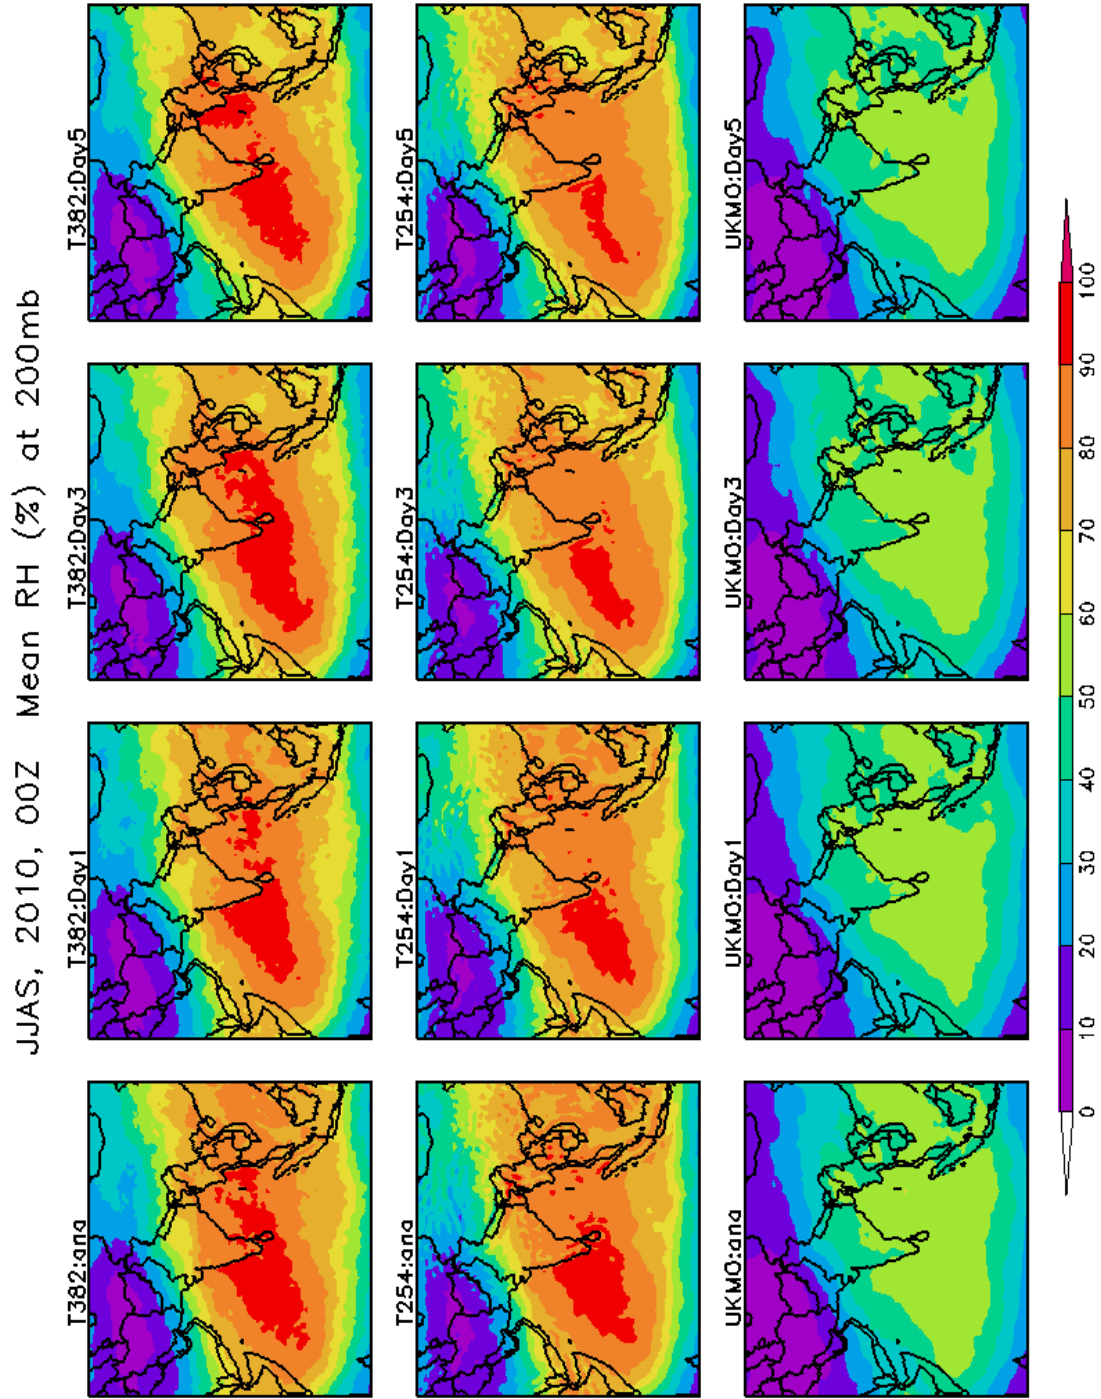 JJAS, 2010, 00Z   Mean RH (%) at 200mb
T382:ana
T382:Day1
T382:Day3
T382:Day5
T254:ana
T254:Day1
T254:Day3
T254:Day5
UKMO:ana
UKMO:Day1
UKMO:Day3
UKMO:Day5
0 10 20 30 40 50 60 70 80 90 100